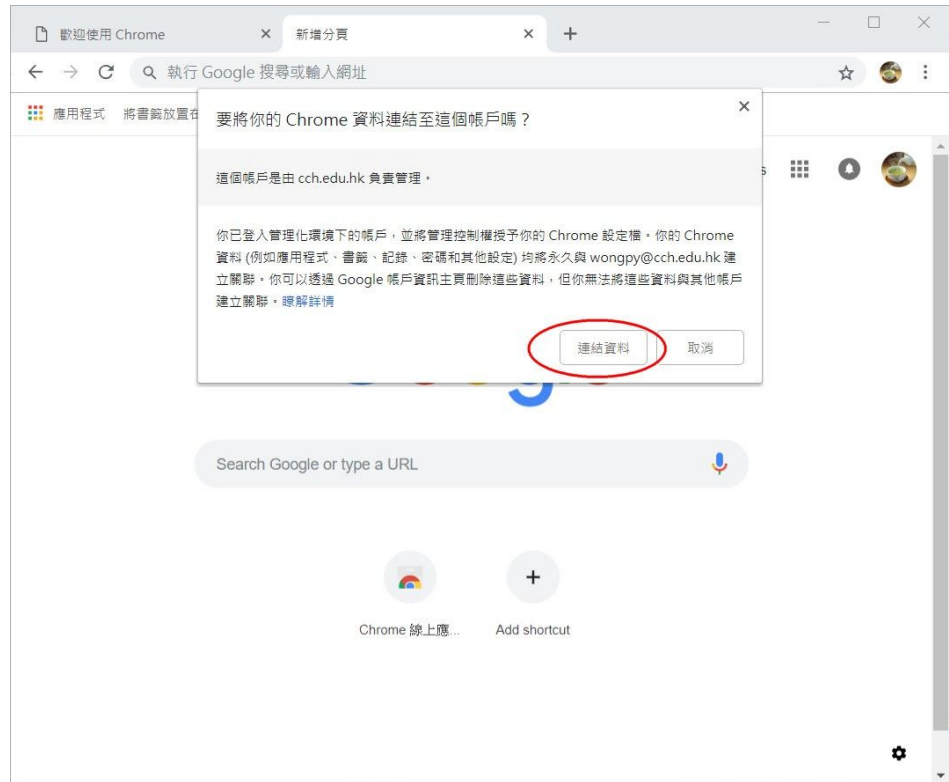 歡迎使用 Chrome
新增分頁
執行 Google 搜尋或輸入網址
應用程式 將書籤放置在
要將你的 Chrome 資料連結至這個帳戶嗎？
這個帳戶是由 cch.edu.hk 負責管理。
s
你已登入管理化環境下的帳戶，並將管理控制權授予你的 Chrome 設定檔。你的 Chrome
資料 (例如應用程式、書籤、記錄、密碼和其他設定) 均將永久與 wongpy@cch.edu.hk 建
立關聯。你可以透過 Google 帳戶資訊主頁刪除這些資料，但你無法將這些資料與其他帳戶
建立關聯。瞭解詳情
連結資料 取消
Search Google or type a URL
Chrome 線上應... Add shortcut